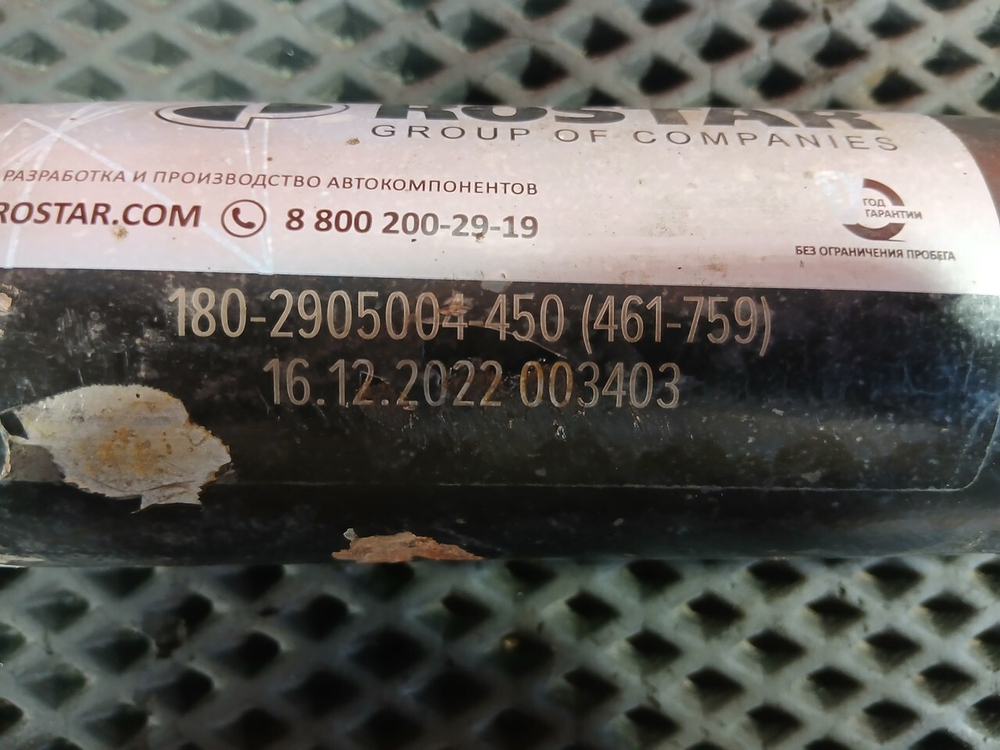 ROSTAR
GROUP OF COMPANIES
РАЗРАБОТКА И ПРОИЗВОДСТВО АВТОКОМПОНЕНТОВ
ROSTAR.COM 8 800 200-29-19
ГОД
ГАРАНТИИ
БЕЗ ОГРАНИЧЕНИЯ ПРОБЕГА
180-2905004-450 (461-759)
16.12.2022 003403